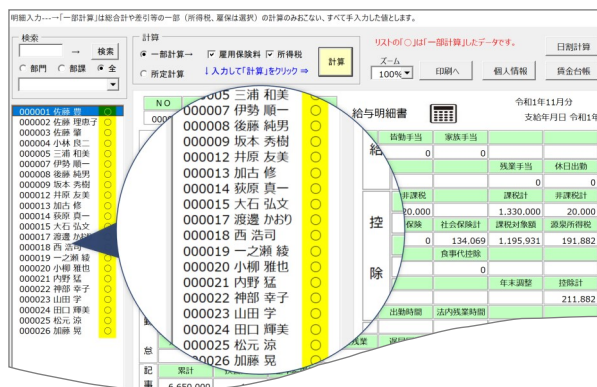 明細入力---→「一部計算」は総合計や差引等の一部（所得税、雇保は選択）の計算のみおこない、すべて手入力した値とします。
検索
→ 検索
部門 部課 全
計算
一部計算→ 雇用保険料 所得税
所定計算 ↓入力して「計算」をクリック⇒
計算
リストの「○」は「一部計算」したデータです。
ズーム
100%
印刷へ
個人情報
日割計算
賃金台帳
000001 佐藤 豊 ○
000002 佐藤 理恵子 ○
000003 佐藤 肇 ○
000004 小林 良二 ○
000005 三浦 和美 ○
000007 伊勢 順一 ○
000008 後藤 純男 ○
000009 坂本 秀樹 ○
000012 井原 友美 ○
000013 加古 修 ○
000014 荻原 真一 ○
000015 大石 弘文 ○
000017 渡邊 かおり
000018 西 浩司
000019 一之瀬 綾 ○
000020 小柳 雅也 ○
000021 内野 猛 ○
000022 神部 幸子 ○
000023 山田 学 ○
000024 田口 輝美 ○
000025 松元 涼 ○
000026 加藤 晃 ○
05 三浦 和美 ○
00007 伊勢 順一 ○
000008 後藤 純男 ○
000009 坂本 秀樹 ○
000012 井原 友美 ○
000013 加古 修 ○
000014 荻原 真一 ○
000015 大石 弘文 ○
000017 渡邊 かおり ○
000018 西 浩司 ○
000019 一之瀬 綾 ○
000020 小柳 雅也 ○
000021 内野 猛 ○
000022 神部 幸子 ○
000023 山田 学 ○
000024 田口 輝美 ○
000025 松元 涼 ○
00026 加藤 晃 ○
NO
給与明細書
令和1年11月分
支給年月日 令和1年
給
皆勤手当 家族手当
0 0
残業手当 休日出勤
0 0
非課税 課税計 非課税計
20,000 1,330,000 20,000
控
除
保険 社会保険計 課税対象額 源泉所得税
0 134,069 1,195,931 191,882
食事代控除
0
年末調整 控除計
211,882
出勤時間 法内残業時間
残業
怠
記
事
累計
6,650,000